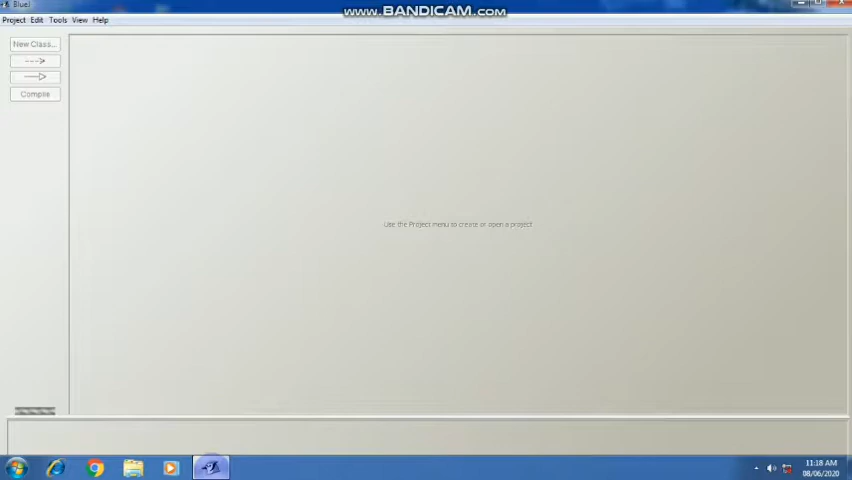 BlueJ
www.BANDICAM.com
Project Edit Tools View Help
New Class...
Compile
Use the Project menu to create or open a project
11:18 AM
08/06/2020